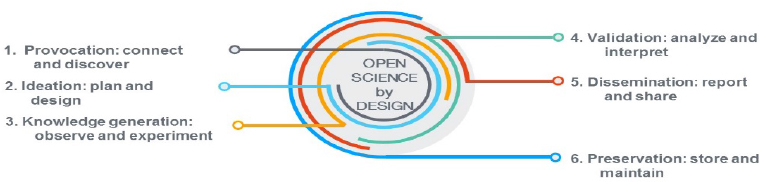 1. Provocation: connect
and discover
2. Ideation: plan and
design
3. Knowledge generation:
observe and experiment
OPEN
SCIENCE
by
DESIGN
4. Validation: analyze and
interpret
5. Dissemination: report
and share
6. Preservation: store and
maintain